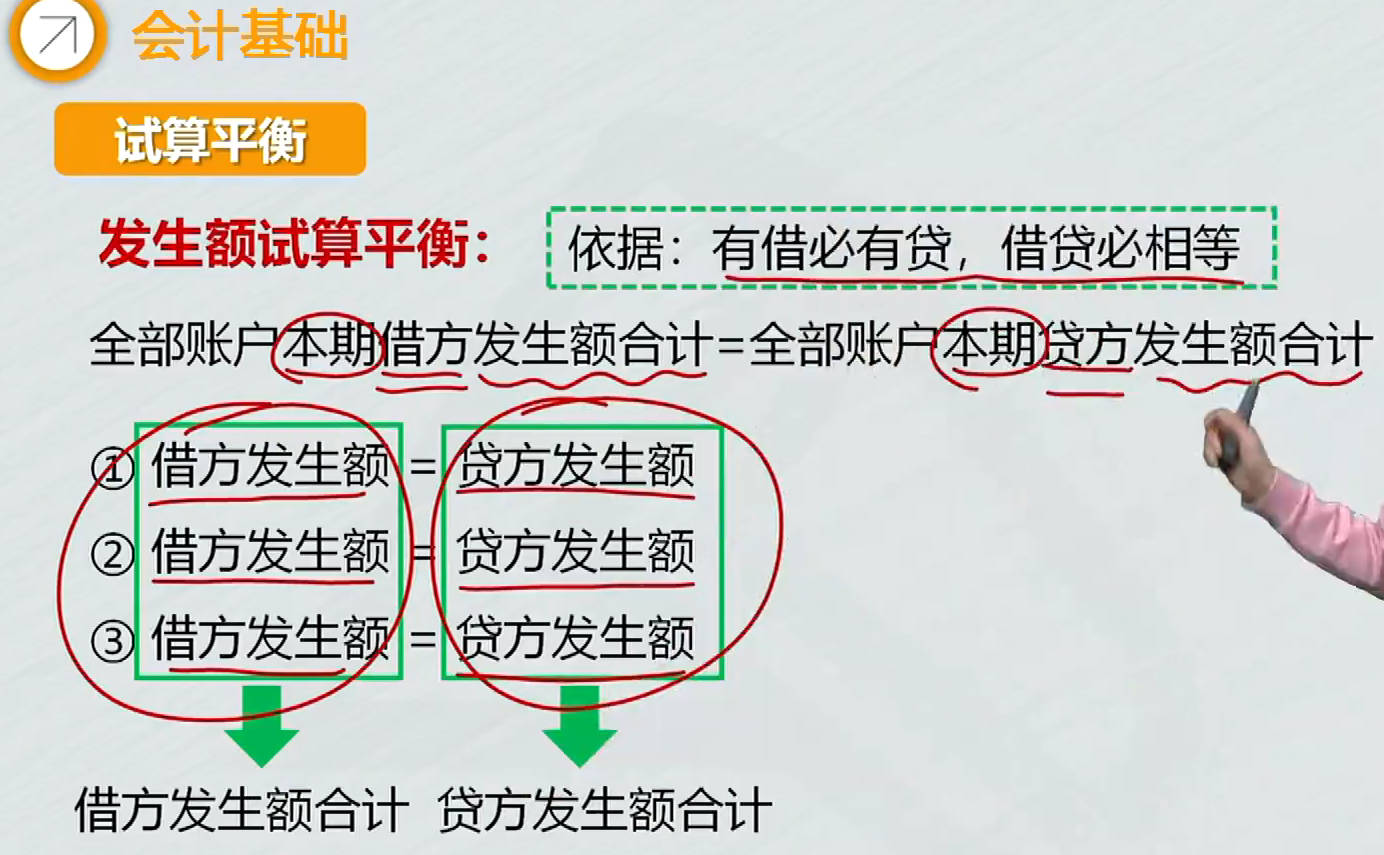 会计基础
试算平衡
发生额试算平衡：
依据：有借必有贷，借贷必相等
全部账户本期借方发生额合计=全部账户本期贷方发生额合计
① 借方发生额 = 贷方发生额
② 借方发生额 = 贷方发生额
③ 借方发生额 = 贷方发生额
借方发生额合计 贷方发生额合计